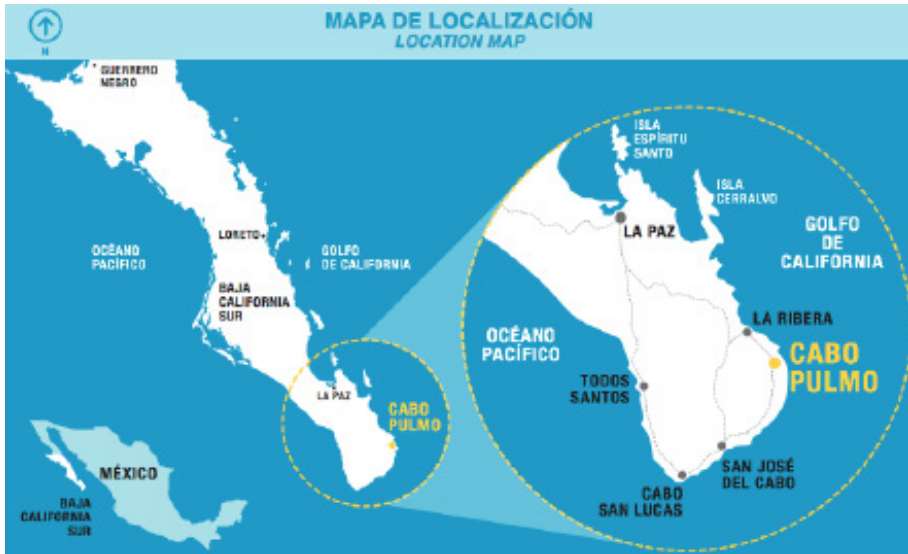 MAPA DE LOCALIZACIÓN
LOCATION MAP
N
GUERRERO
NEGRO
LORETO
OCÉANO
PACÍFICO
GOLFO
DE CALIFORNIA
BAJA
CALIFORNIA
SUR
LA PAZ
CABO
PULMO
MÉXICO
BAJA
CALIFORNIA
SUR
ISLA
ESPÍRITU
SANTO
ISLA
CERRALVO
LA PAZ
GOLFO
DE
CALIFORNIA
OCÉANO
PACÍFICO
LA RIBERA
CABO
PULMO
TODOS
SANTOS
SAN JOSÉ
DEL CABO
CABO
SAN LUCAS